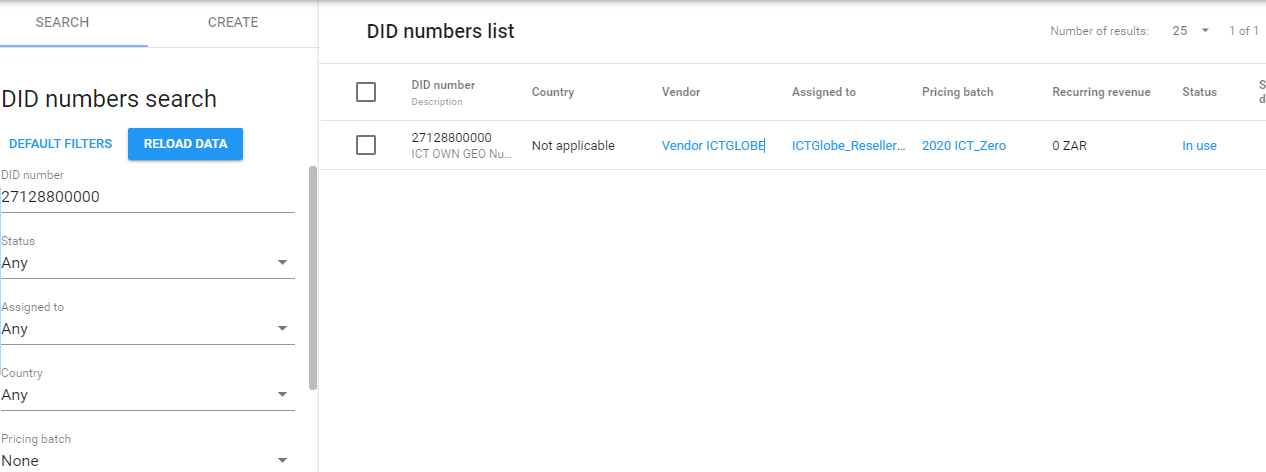 SEARCH CREATE
DID numbers search
DEFAULT FILTERS RELOAD DATA
DID number
27128800000
Status
Any
Assigned to
Any
Country
Any
Pricing batch
None
DID numbers list Number of results: 25 1 of 1
DID number Country Vendor Assigned to Pricing batch Recurring revenue Status S
Description d
27128800000 Not applicable Vendor ICTGLOBE ICTGlobe_Reseller... 2020 ICT_Zero 0 ZAR In use
ICT OWN GEO Nu...